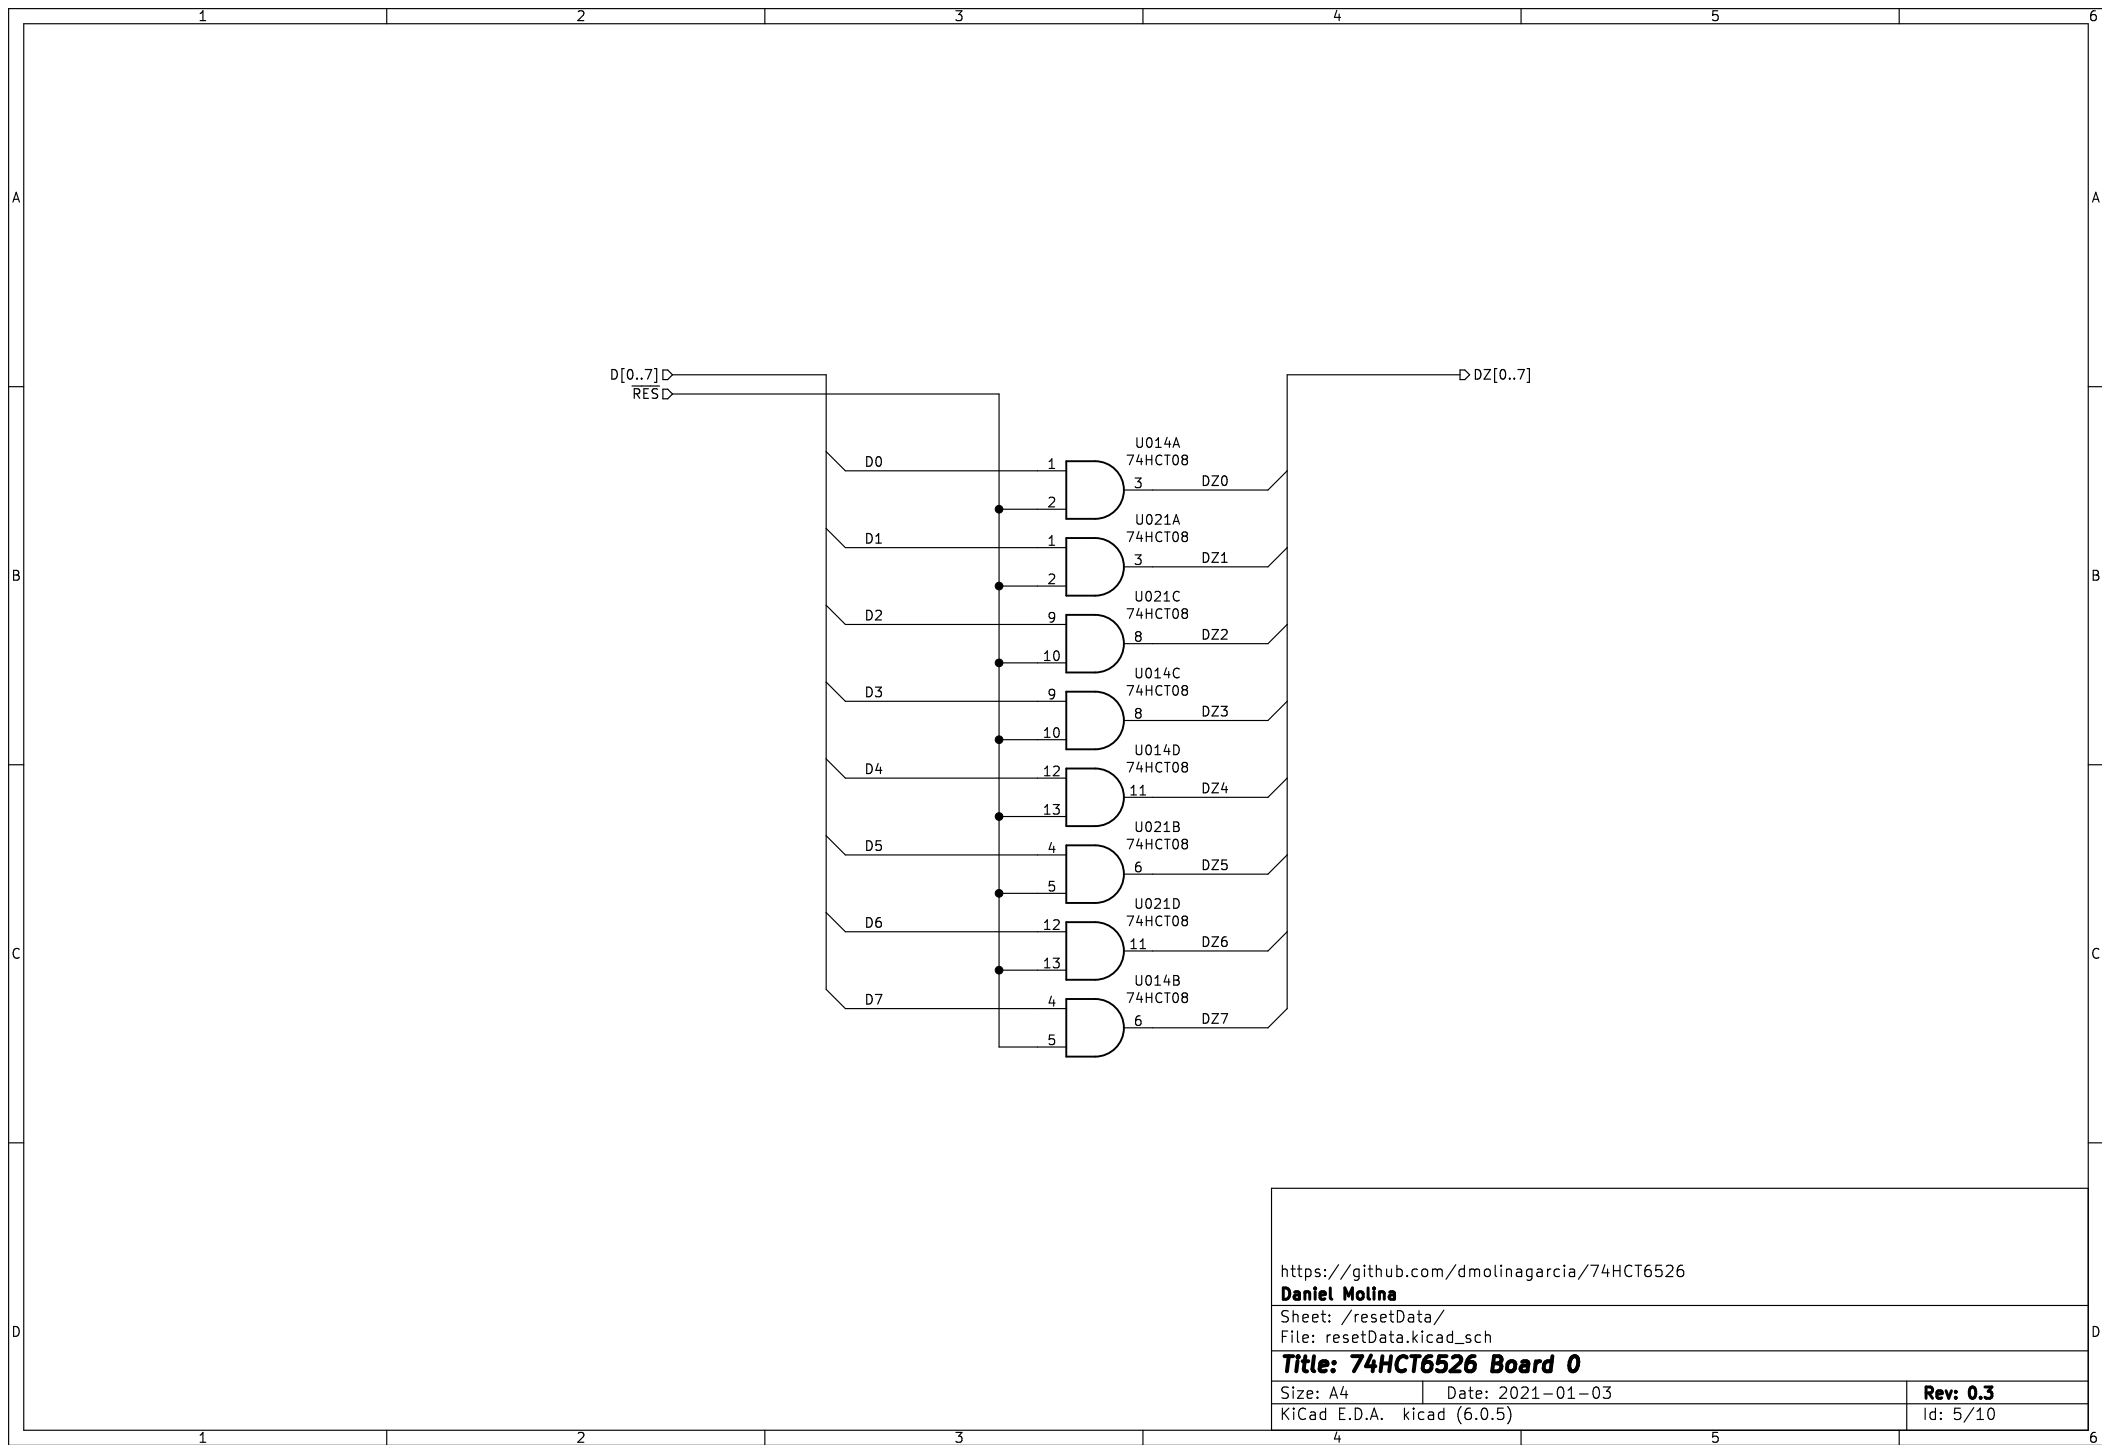 1 2 3 4 5 6
A A
D[0..7] DZ[0..7]
RES
U014A
74HCT08
D0 1
3 DZ0
2
U021A
74HCT08
D1 1
3 DZ1
2
U021C
74HCT08
D2 9
8 DZ2
10
B B
U014C
74HCT08
D3 9
8 DZ3
10
U014D
74HCT08
D4 12
11 DZ4
13
U021B
74HCT08
D5 4
6 DZ5
5
U021D
74HCT08
D6 12
11 DZ6
13
C C
U014B
74HCT08
D7 4
6 DZ7
5
https://github.com/dmolinagarcia/74HCT6526
Daniel Molina
Sheet: /resetData/
File: resetData.kicad_sch
D D
Title: 74HCT6526 Board 0
Size: A4 Date: 2021-01-03 Rev: 0.3
KiCad E.D.A. kicad (6.0.5) Id: 5/10
1 2 3 4 5 6